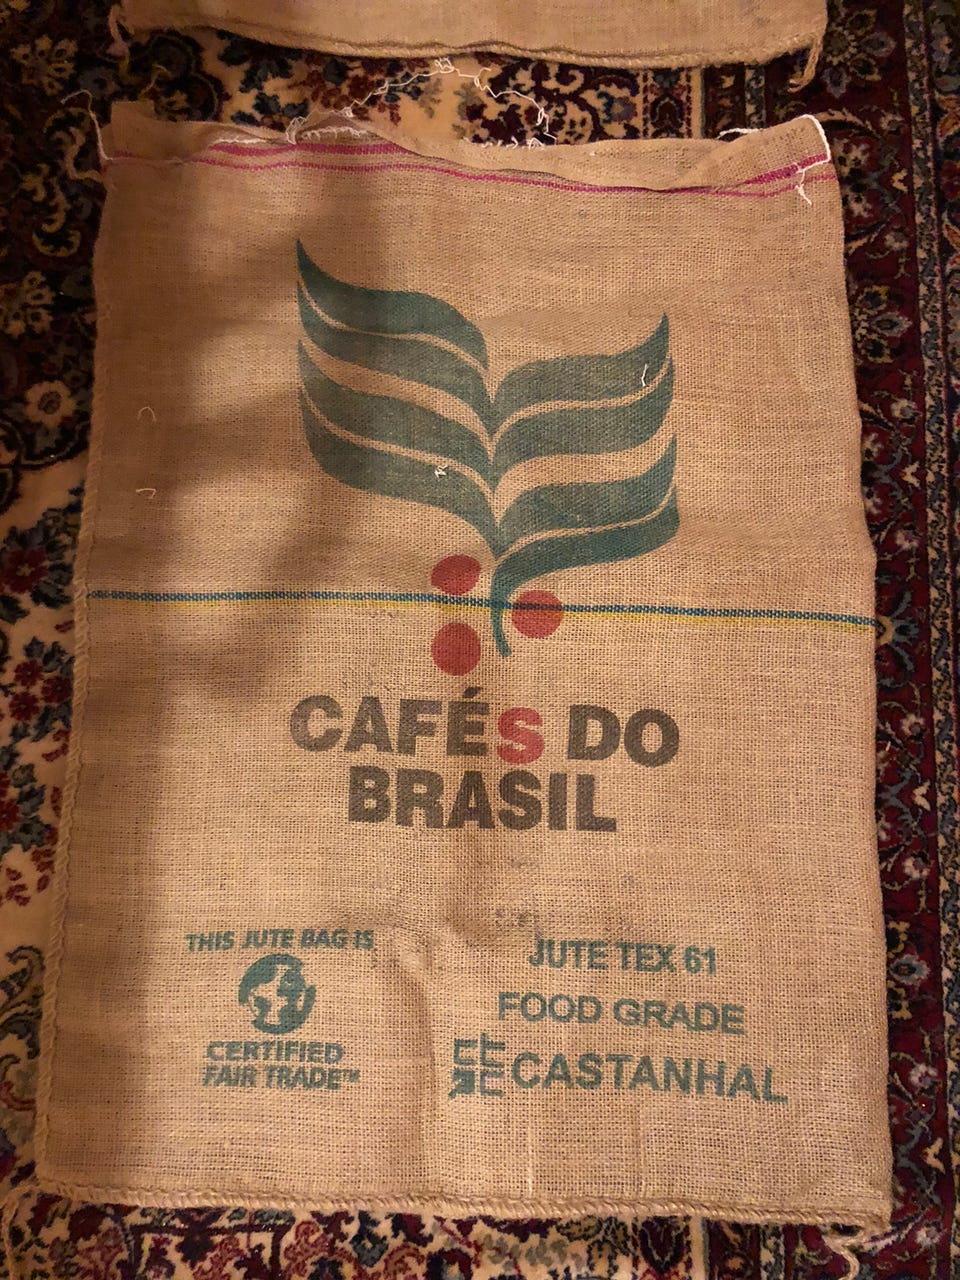 CAFÉS DO
BRASIL
THIS JUTE BAG IS
CERTIFIED
FAIR TRADE™
JUTE TEX 61
FOOD GRADE
CASTANHAL